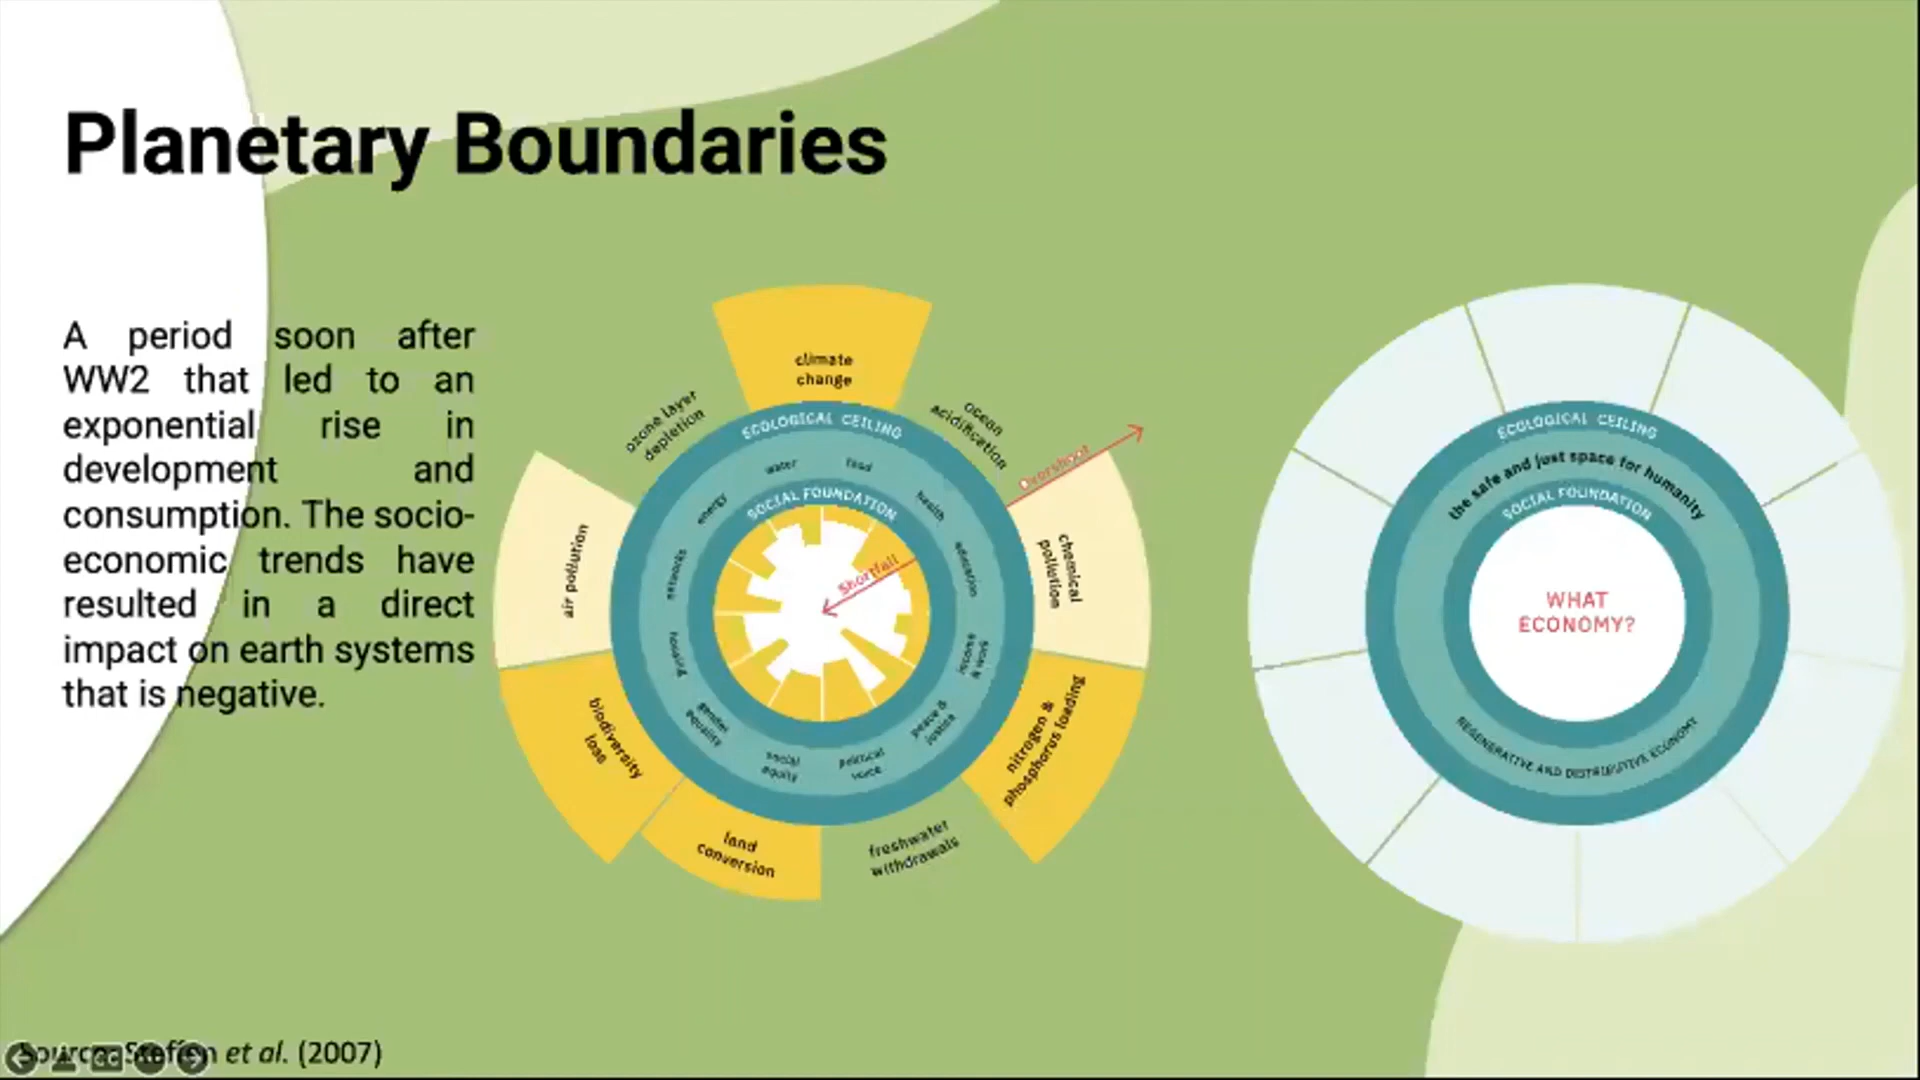 Planetary Boundaries
A period soon after
WW2 that led to an
exponential rise in
development and
consumption. The socio-
economic trends have
resulted in a direct
impact on earth systems
that is negative.
climate
change
ozone layer
depletion
ocean
acidification
Overshoot
air pollution
chemical
pollution
biodiversity
loss
nitrogen &
phosphorus loading
land
conversion
freshwater
withdrawals
ECOLOGICAL CEILING
water
food
energy
health
networks
education
housing
gender
equality
peace &
justice
social
equity
political
voice
SOCIAL FOUNDATION
Shortfall
ECOLOGICAL CEILING
the safe and just space for humanity
SOCIAL FOUNDATION
WHAT
ECONOMY?
REGENERATIVE AND DISTRIBUTIVE ECONOMY
Source: Steffen et al. (2007)